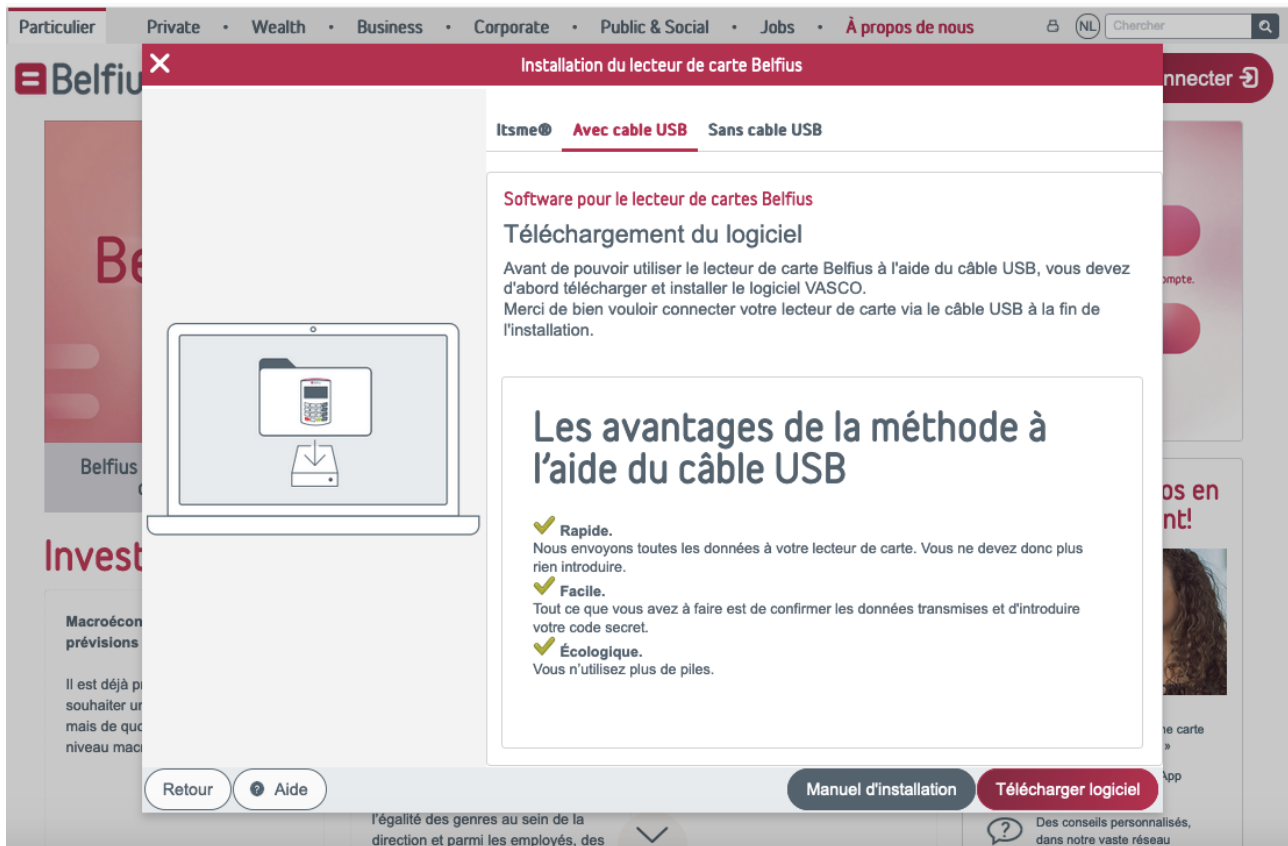 Particulier Private • Wealth • Business • Corporate • Public & Social • Jobs • À propos de nous NL Chercher
Belfiu
Installation du lecteur de carte Belfius
nnecter
Itsme® Avec cable USB Sans cable USB
Software pour le lecteur de cartes Belfius
Téléchargement du logiciel
Avant de pouvoir utiliser le lecteur de carte Belfius à l'aide du câble USB, vous devez
d'abord télécharger et installer le logiciel VASCO.
Merci de bien vouloir connecter votre lecteur de carte via le câble USB à la fin de
l'installation.
Be
ompte.
Les avantages de la méthode à
l’aide du câble USB
Rapide.
Nous envoyons toutes les données à votre lecteur de carte. Vous ne devez donc plus
rien introduire.
Facile.
Tout ce que vous avez à faire est de confirmer les données transmises et d'introduire
votre code secret.
Écologique.
Vous n’utilisez plus de piles.
Belfius
os en
nt!
Invest
Macroécon
prévisions
Il est déjà p
souhaiter un
mais de quo
niveau mac
ne carte
»
App
Retour Aide Manuel d'installation Télécharger logiciel
l’égalité des genres au sein de la
direction et parmi les employés, des
Des conseils personnalisés,
dans notre vaste réseau